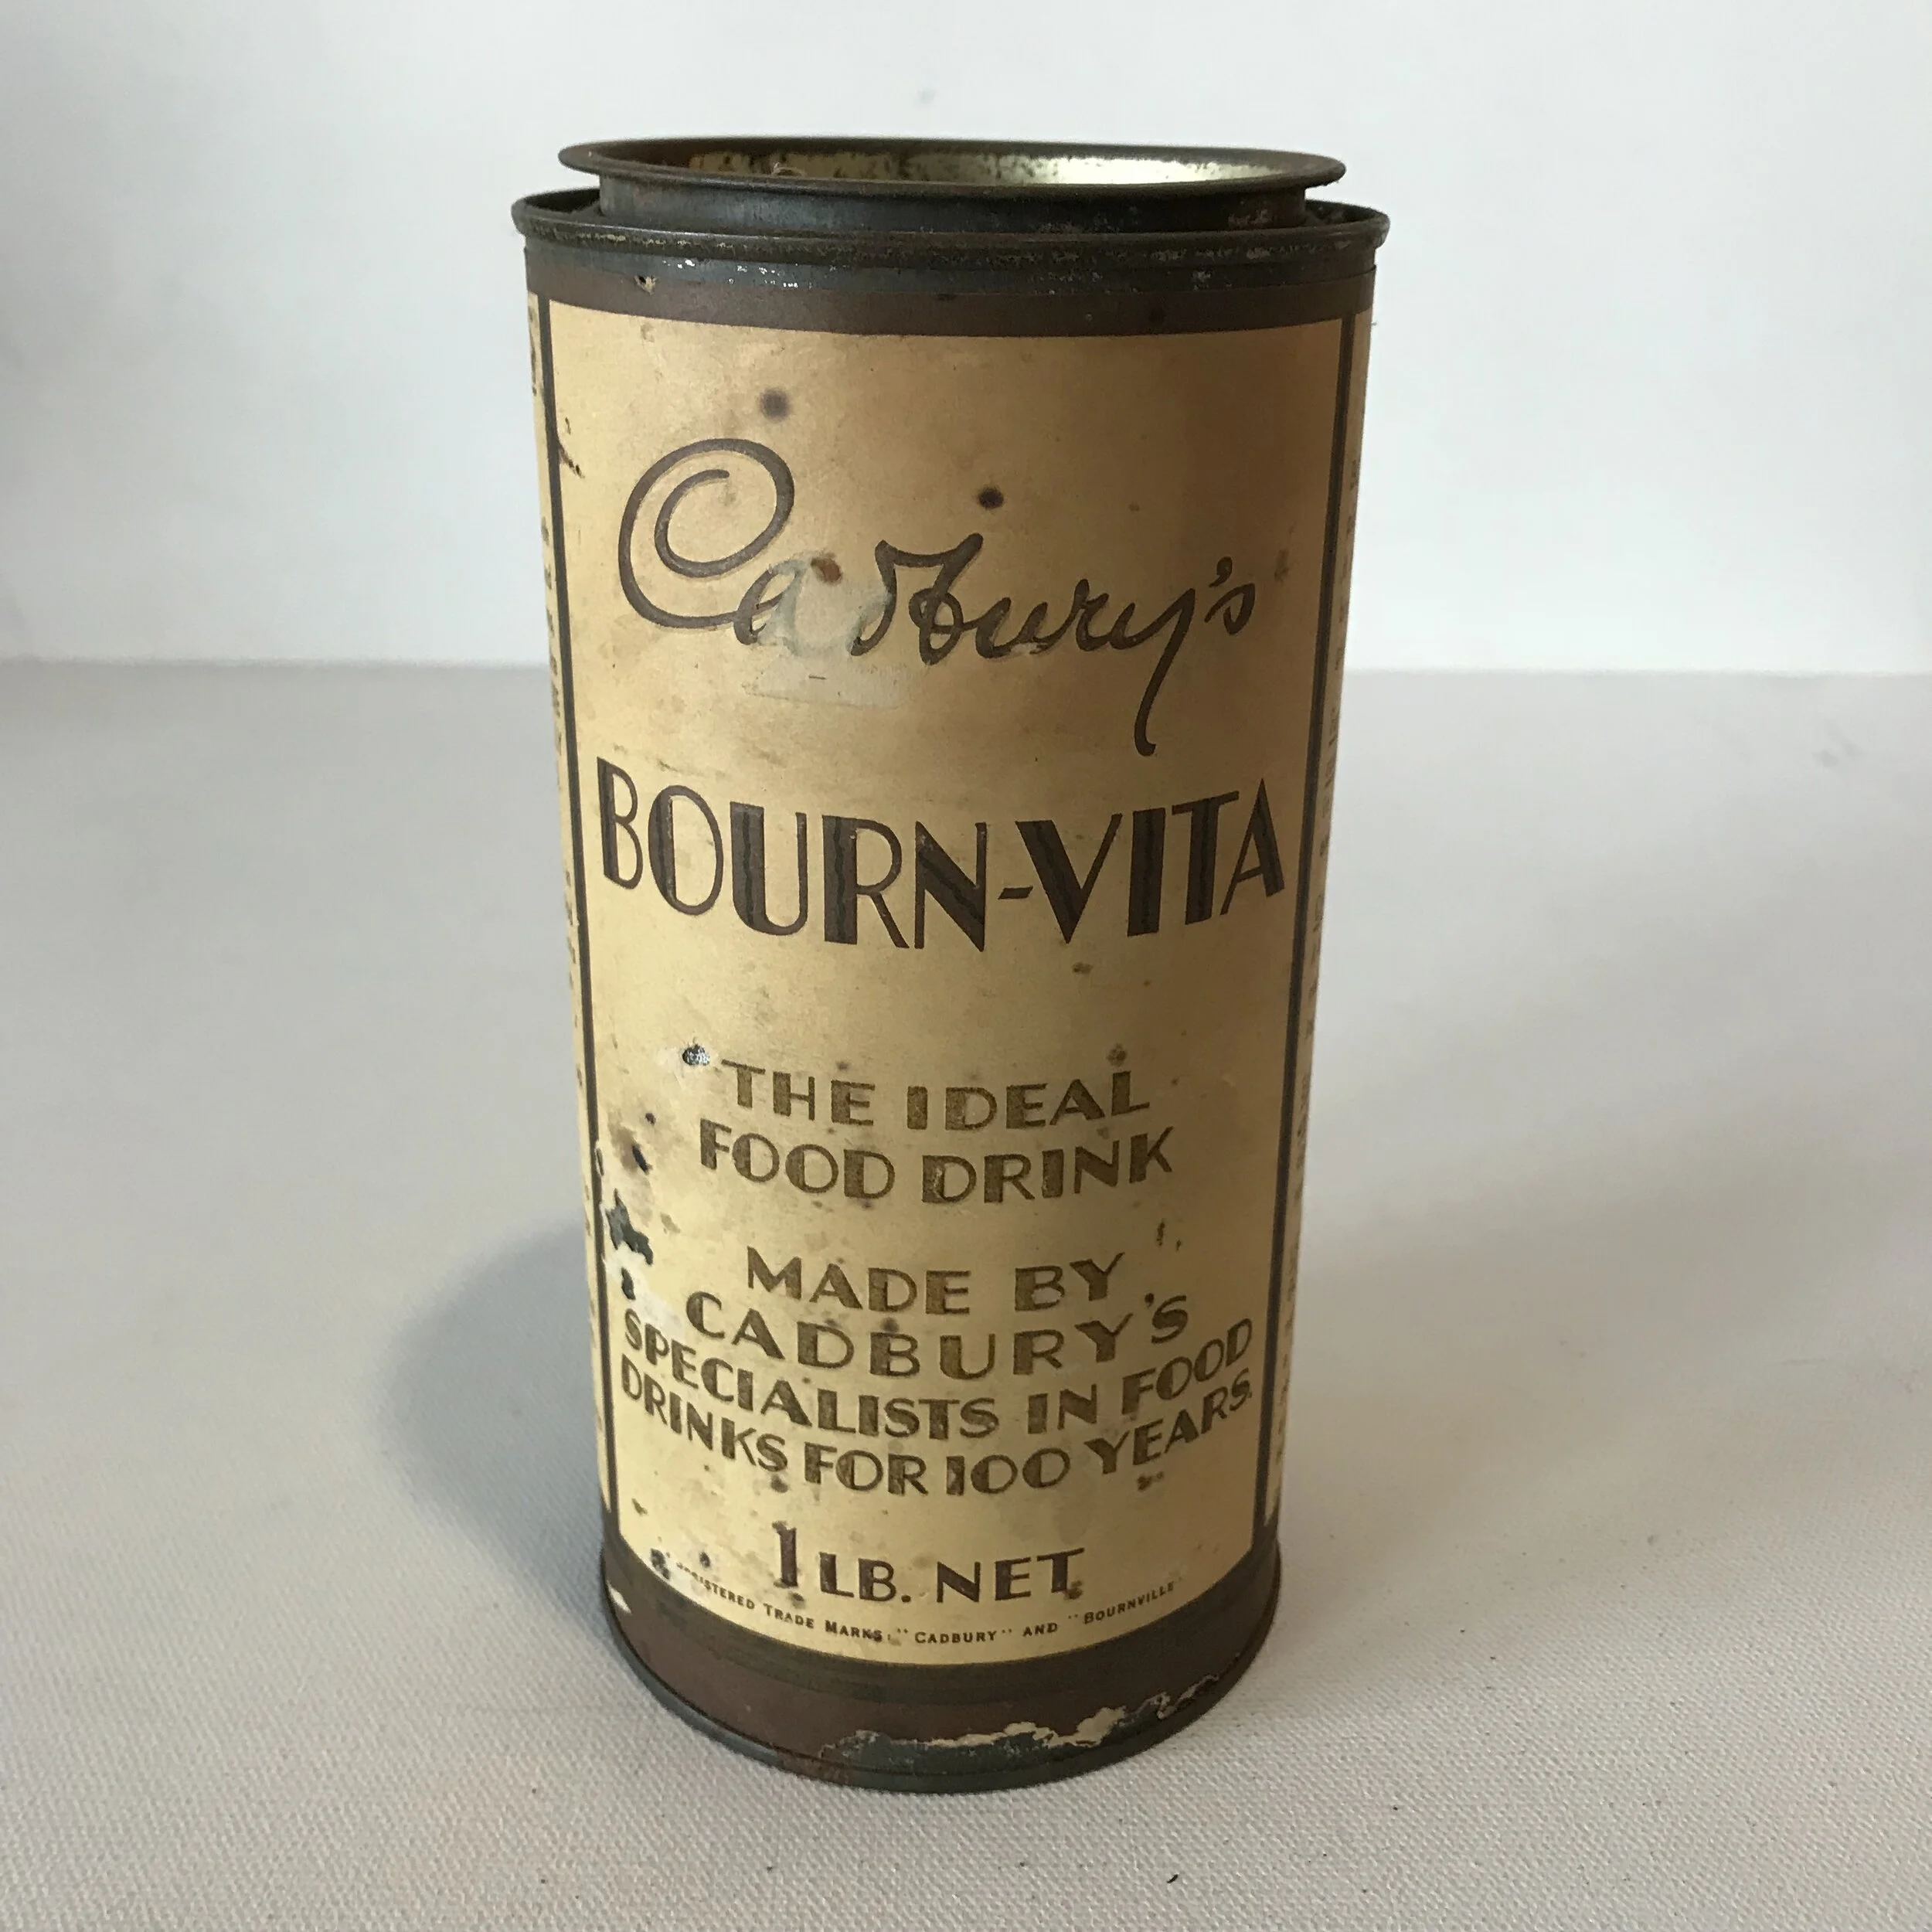 Cadbury's
BOURN-VITA
THE IDEAL
FOOD DRINK
MADE BY
CADBURY'S
SPECIALISTS IN FOOD
DRINKS FOR 100 YEARS.
1 LB. NET
REGISTERED TRADE MARKS "CADBURY" AND "BOURNVILLE"